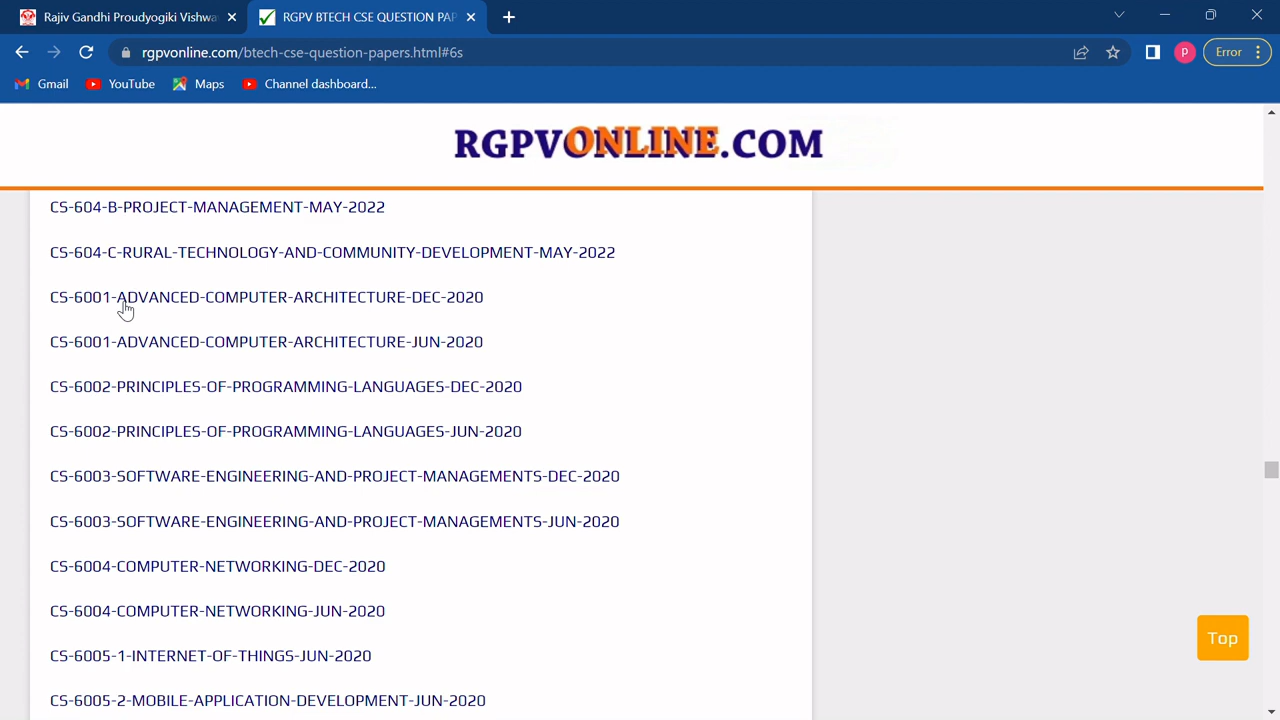 Rajiv Gandhi Proudyogiki Vishwa
RGPV BTECH CSE QUESTION PAP
rgpvonline.com/btech-cse-question-papers.html#6s
P
Error
Gmail
YouTube
Maps
Channel dashboard...
RGPVONLINE.COM
CS-604-B-PROJECT-MANAGEMENT-MAY-2022
CS-604-C-RURAL-TECHNOLOGY-AND-COMMUNITY-DEVELOPMENT-MAY-2022
CS-6001-ADVANCED-COMPUTER-ARCHITECTURE-DEC-2020
CS-6001-ADVANCED-COMPUTER-ARCHITECTURE-JUN-2020
CS-6002-PRINCIPLES-OF-PROGRAMMING-LANGUAGES-DEC-2020
CS-6002-PRINCIPLES-OF-PROGRAMMING-LANGUAGES-JUN-2020
CS-6003-SOFTWARE-ENGINEERING-AND-PROJECT-MANAGEMENTS-DEC-2020
CS-6003-SOFTWARE-ENGINEERING-AND-PROJECT-MANAGEMENTS-JUN-2020
CS-6004-COMPUTER-NETWORKING-DEC-2020
CS-6004-COMPUTER-NETWORKING-JUN-2020
Top
CS-6005-1-INTERNET-OF-THINGS-JUN-2020
CS-6005-2-MOBILE-APPLICATION-DEVELOPMENT-JUN-2020